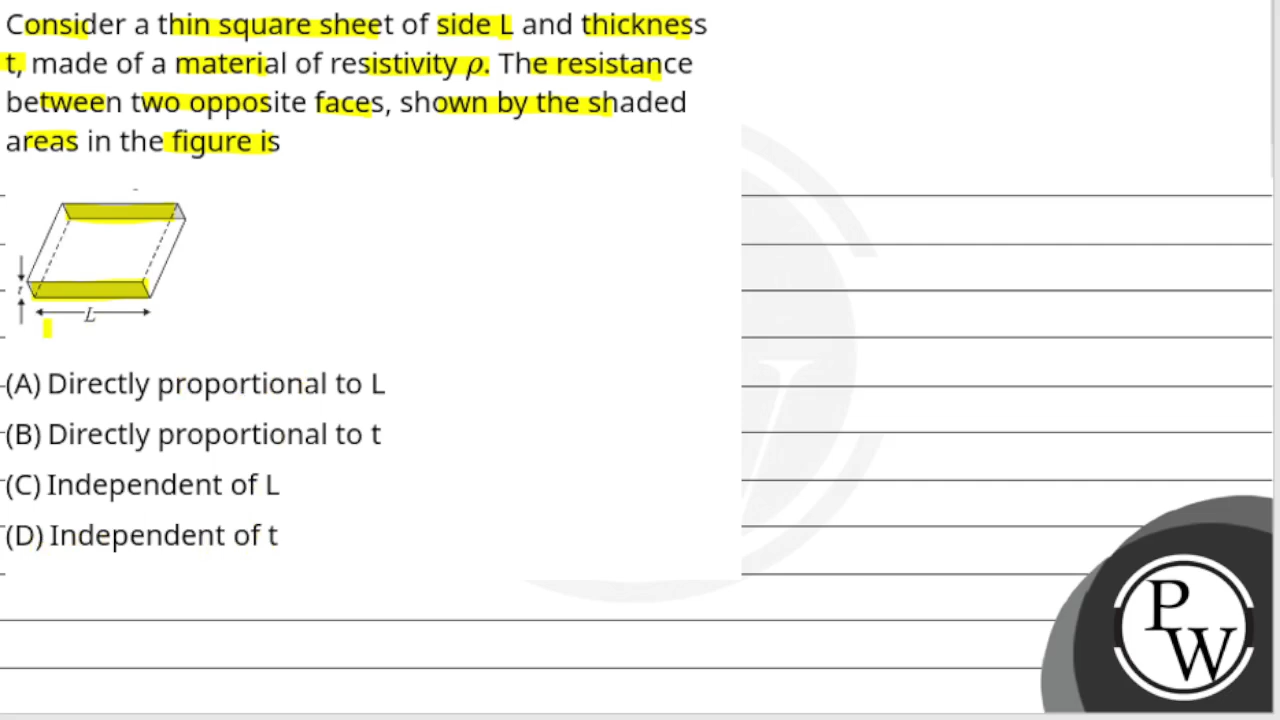 Consider a thin square sheet of side L and thickness
t, made of a material of resistivity ρ. The resistance
between two opposite faces, shown by the shaded
areas in the figure is
t
L
(A) Directly proportional to L
(B) Directly proportional to t
(C) Independent of L
(D) Independent of t
P
W